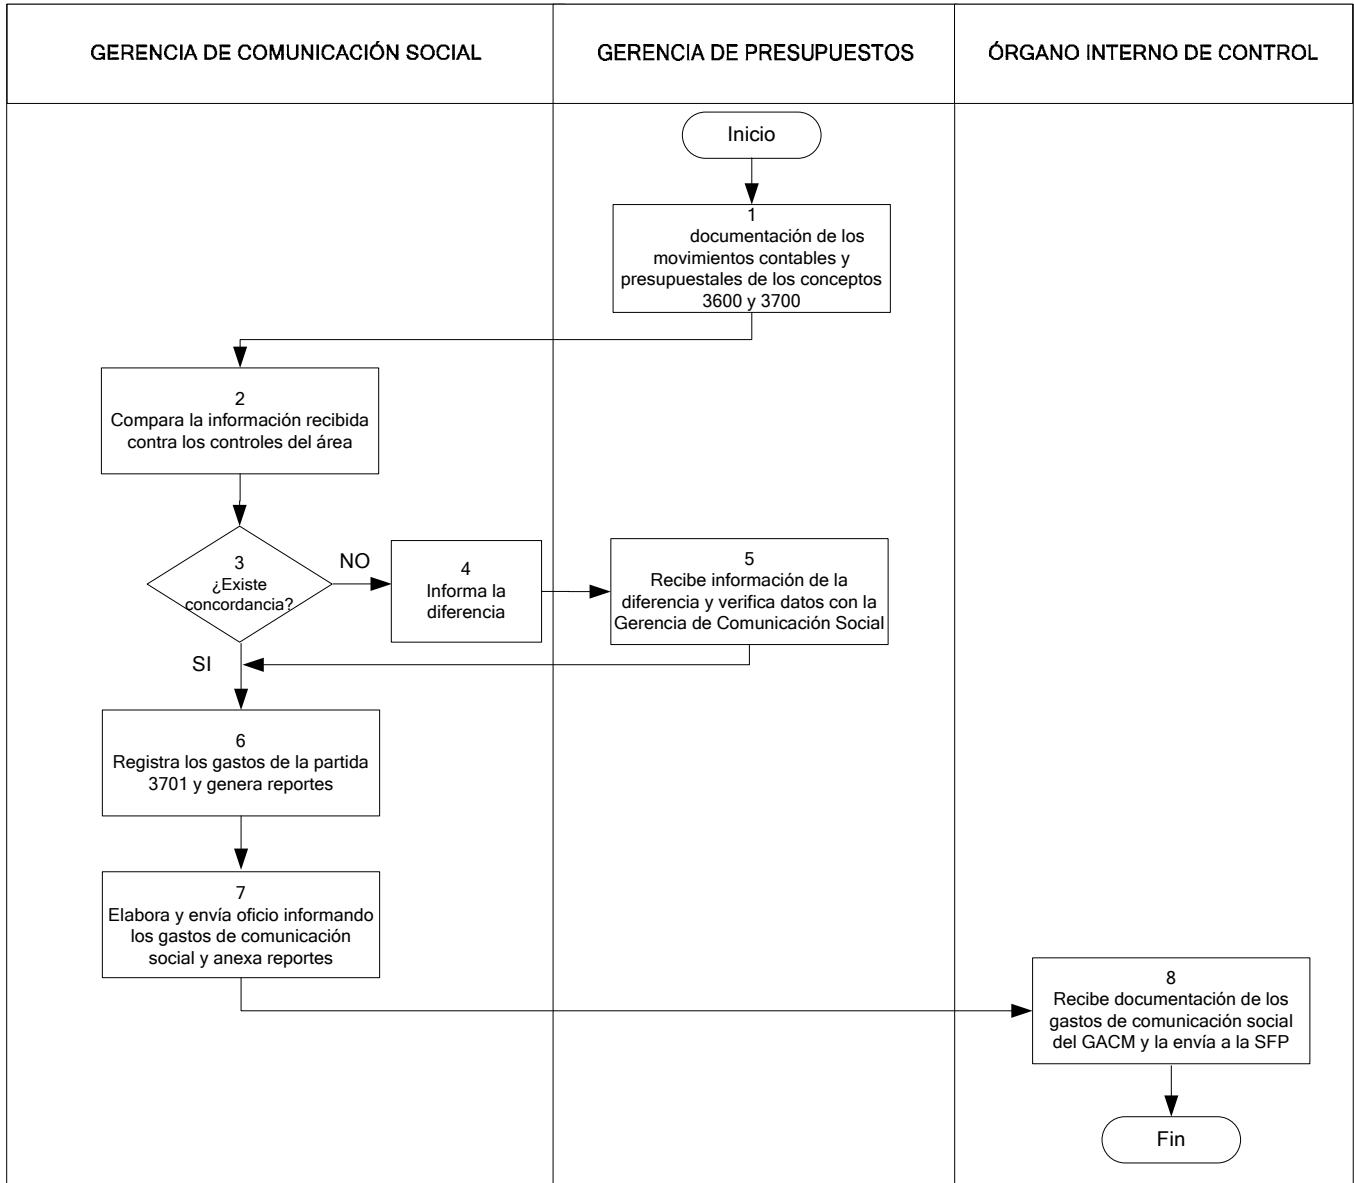 GERENCIA DE COMUNICACIÓN SOCIAL
GERENCIA DE PRESUPUESTOS
ÓRGANO INTERNO DE CONTROL
Inicio
1
documentación de los
movimientos contables y
presupuestales de los conceptos
3600 y 3700
2
Compara la información recibida
contra los controles del área
3
¿Existe
concordancia?
NO
4
Informa la
diferencia
5
Recibe información de la
diferencia y verifica datos con la
Gerencia de Comunicación Social
SI
6
Registra los gastos de la partida
3701 y genera reportes
7
Elabora y envía oficio informando
los gastos de comunicación
social y anexa reportes
8
Recibe documentación de los
gastos de comunicación social
del GACM y la envía a la SFP
Fin